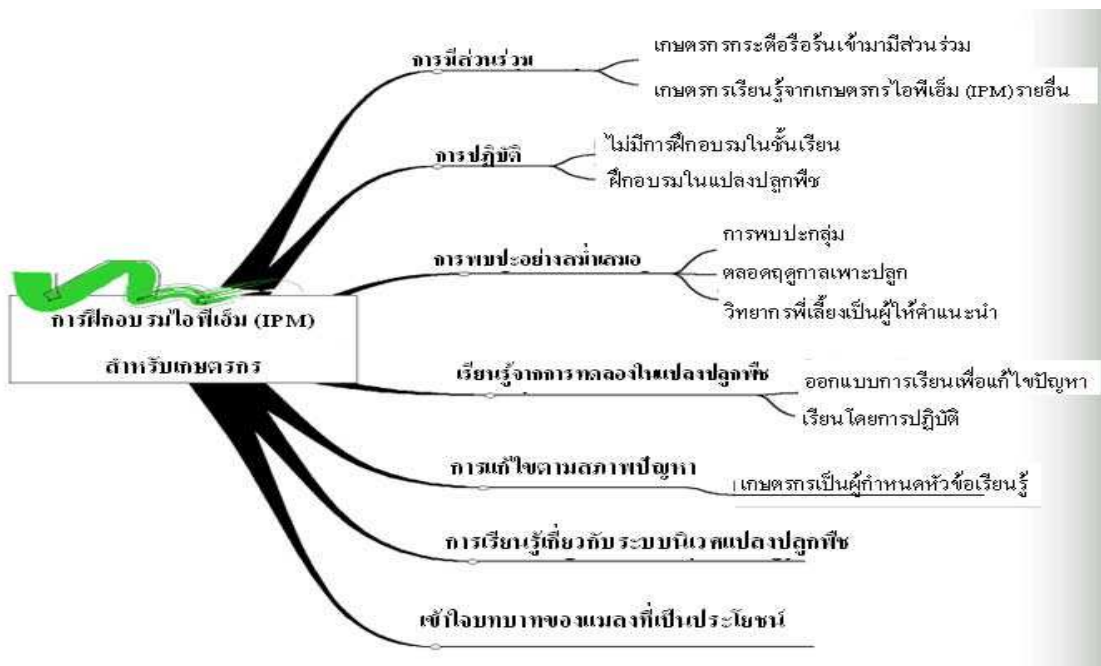 การมีส่วนร่วม
เกษตรกรกระตือรือร้นเข้ามามีส่วนร่วม
เกษตรกรเรียนรู้จากเกษตรกรไอพีเอ็ม (IPM)รายอื่น
การปฏิบัติ
ไม่มีการฝึกอบรมในชั้นเรียน
ฝึกอบรมในแปลงปลูกพืช
การพบปะอย่างสม่ำเสมอ
การพบปะกลุ่ม
ตลอดฤดูกาลเพาะปลูก
วิทยากรพี่เลี้ยงเป็นผู้ให้คำแนะนำ
การฝึกอบรมไอพีเอ็ม (IPM)
สำหรับเกษตรกร
เรียนรู้จากการทดลองในแปลงปลูกพืช
ออกแบบการเรียนเพื่อแก้ไขปัญหา
เรียนโดยการปฏิบัติ
การแก้ไขตามสภาพปัญหา
เกษตรกรเป็นผู้กำหนดหัวข้อเรียนรู้
การเรียนรู้เกี่ยวกับระบบนิเวศแปลงปลูกพืช
เข้าใจบทบาทของแมลงที่เป็นประโยชน์